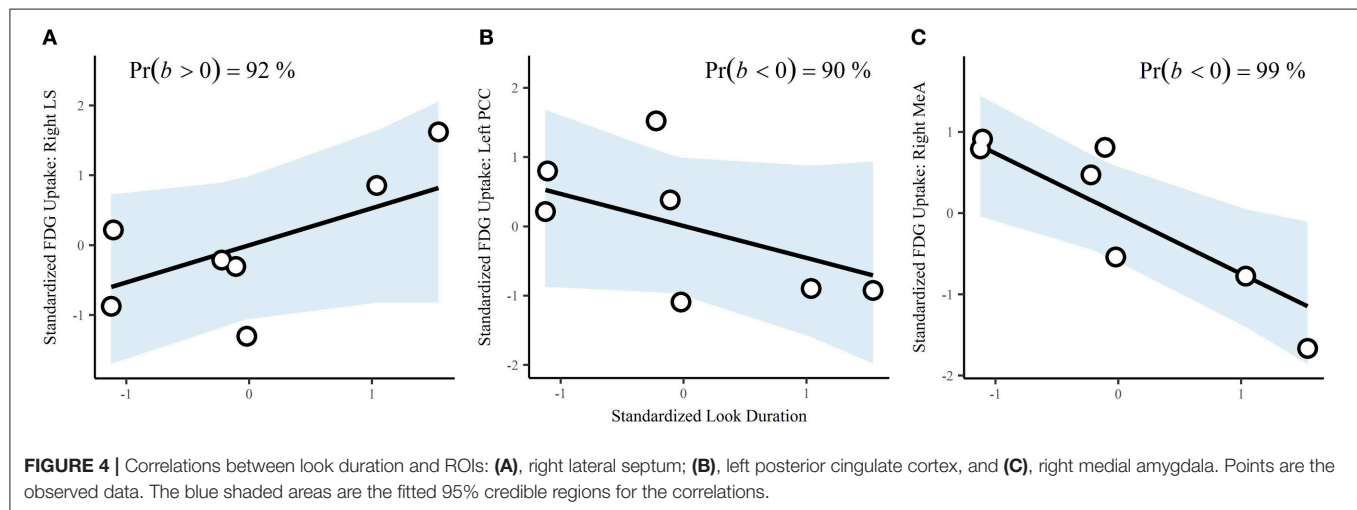 A
Pr(b > 0) = 92 %
Standardized FDG Uptake: Right LS
2
1
0
-1
-1
0
1
B
Pr(b < 0) = 90 %
Standardized FDG Uptake: Left PCC
2
1
0
-1
-2
-1
0
1
Standardized Look Duration
C
Pr(b < 0) = 99 %
Standardized FDG Uptake: Right MeA
1
0
-1
-2
-1
0
1
FIGURE 4 | Correlations between look duration and ROIs: (A), right lateral septum; (B), left posterior cingulate cortex, and (C), right medial amygdala. Points are the
observed data. The blue shaded areas are the fitted 95% credible regions for the correlations.